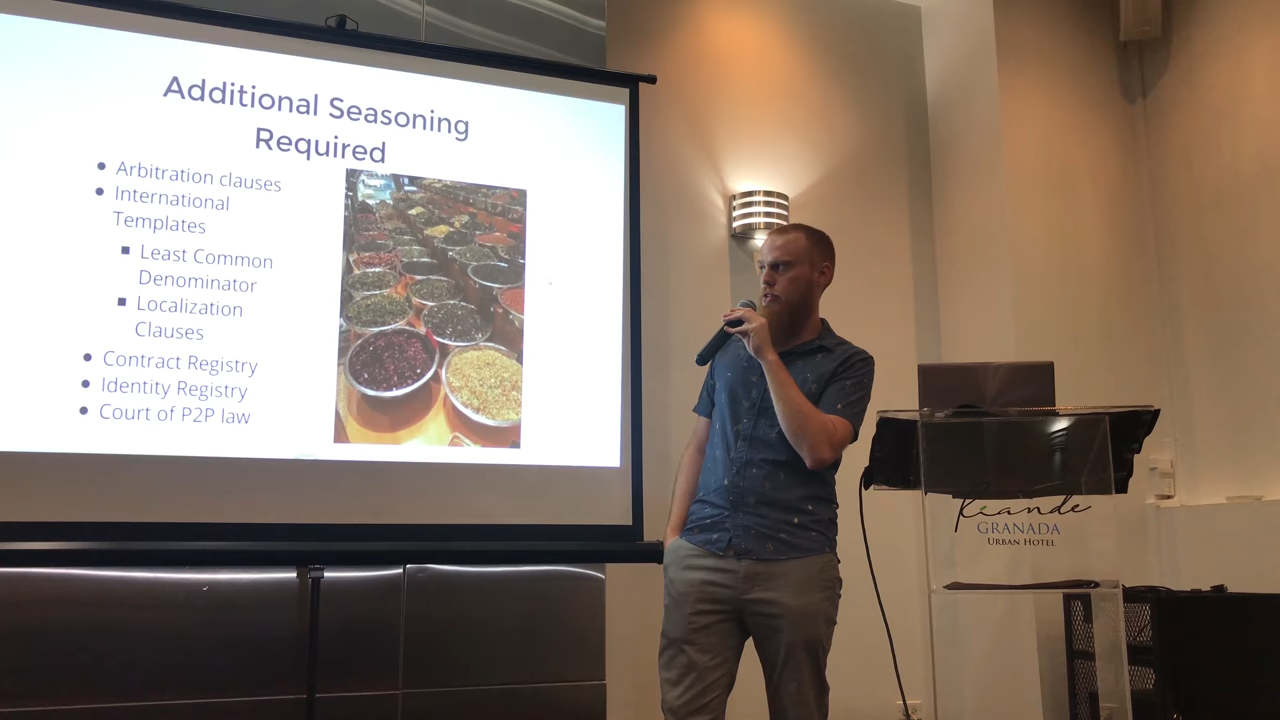 Additional Seasoning
Required
Arbitration clauses
International
Templates
Least Common
Denominator
Localization
Clauses
Contract Registry
Identity Registry
Court of P2P law
Riande
GRANADA
URBAN HOTEL